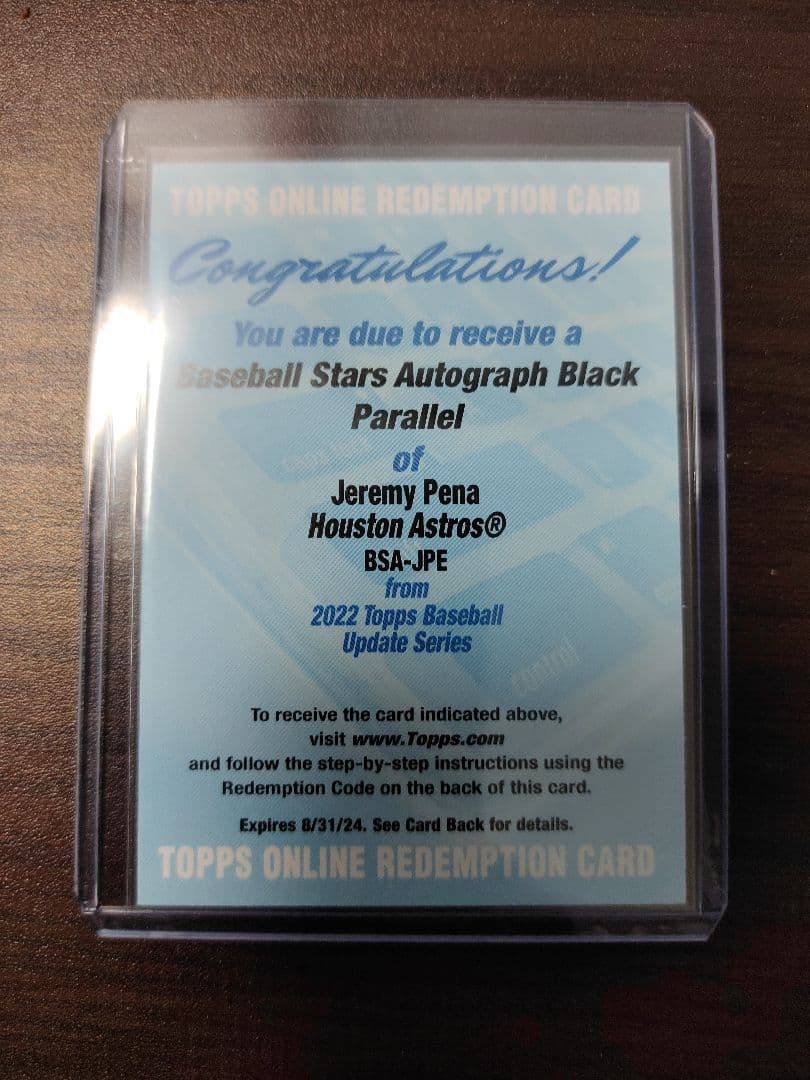 TOPPS ONLINE REDEMPTION CARD
Congratulations!
You are due to receive a
Baseball Stars Autograph Black
Parallel
of
Jeremy Pena
Houston Astros®
BSA-JPE
from
2022 Topps Baseball
Update Series
control
To receive the card indicated above,
visit www.Topps.com
and follow the step-by-step instructions using the
Redemption Code on the back of this card.
Expires 8/31/24. See Card Back for details.
TOPPS ONLINE REDEMPTION CARD